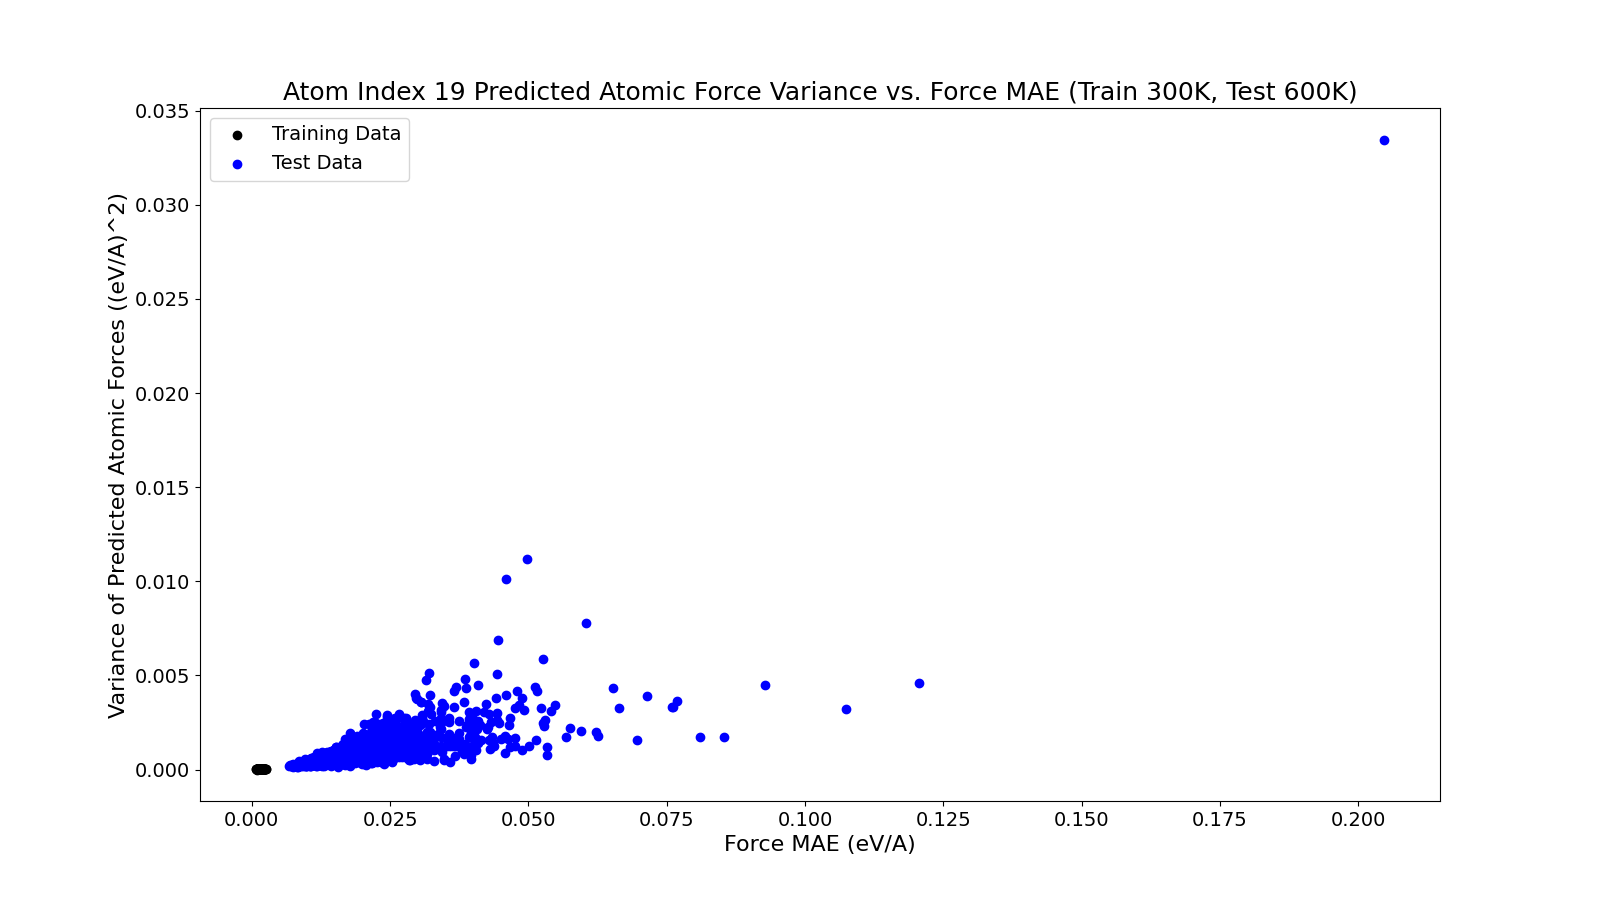 Atom Index 19 Predicted Atomic Force Variance vs. Force MAE (Train 300K, Test 600K)
Training Data
Test Data
Variance of Predicted Atomic Forces ((eV/A)^2)
0.035
0.030
0.025
0.020
0.015
0.010
0.005
0.000
0.000 0.025 0.050 0.075 0.100 0.125 0.150 0.175 0.200
Force MAE (eV/A)